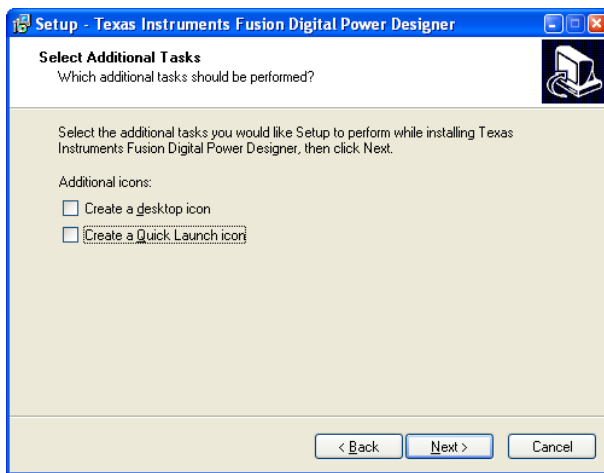 Setup - Texas Instruments Fusion Digital Power Designer
Select Additional Tasks
Which additional tasks should be performed?
Select the additional tasks you would like Setup to perform while installing Texas
Instruments Fusion Digital Power Designer, then click Next.
Additional icons:
Create a desktop icon
Create a Quick Launch icon
< Back Next > Cancel